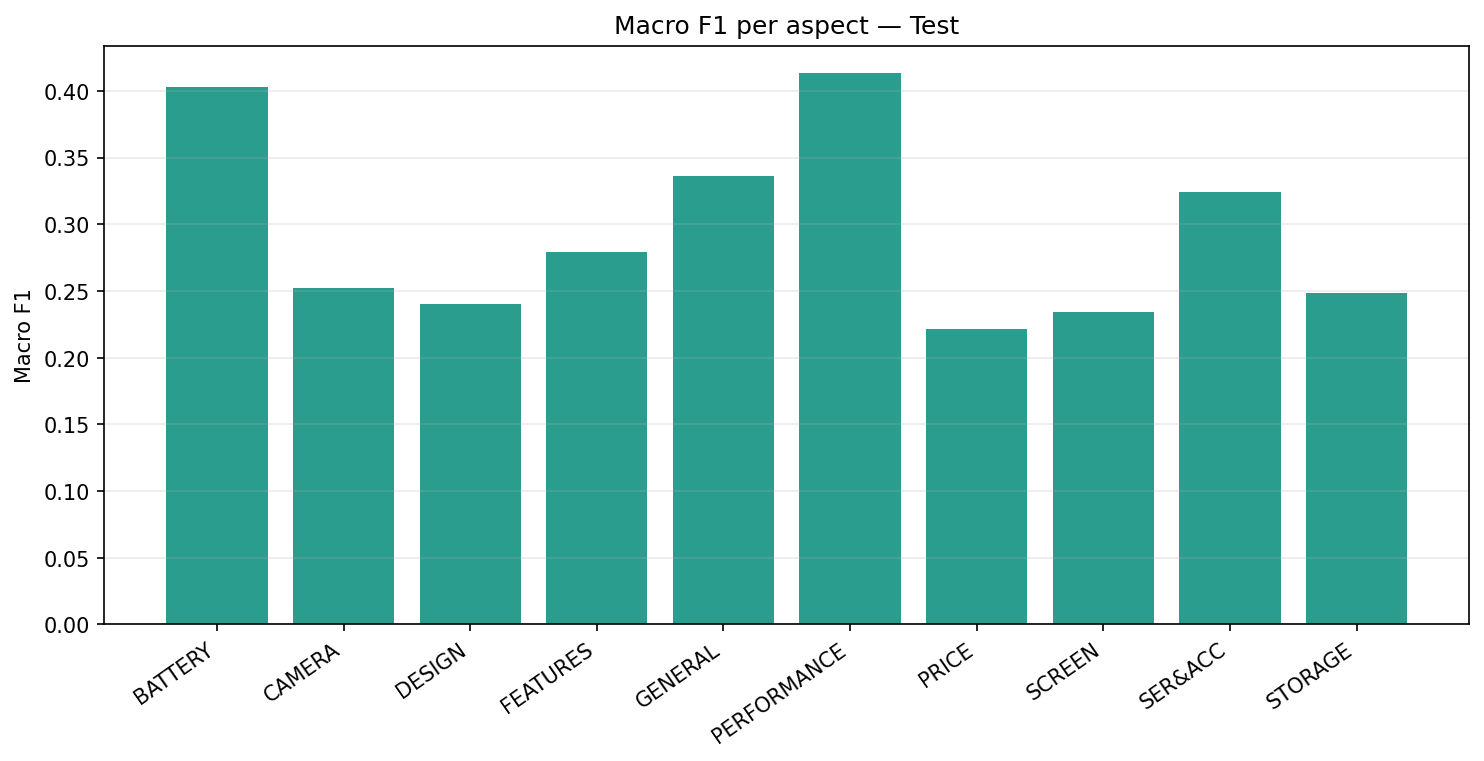 Macro F1 per aspect — Test
Macro F1
0.40
0.35
0.30
0.25
0.20
0.15
0.10
0.05
0.00
BATTERY
CAMERA
DESIGN
FEATURES
GENERAL
PERFORMANCE
PRICE
SCREEN
SER&ACC
STORAGE